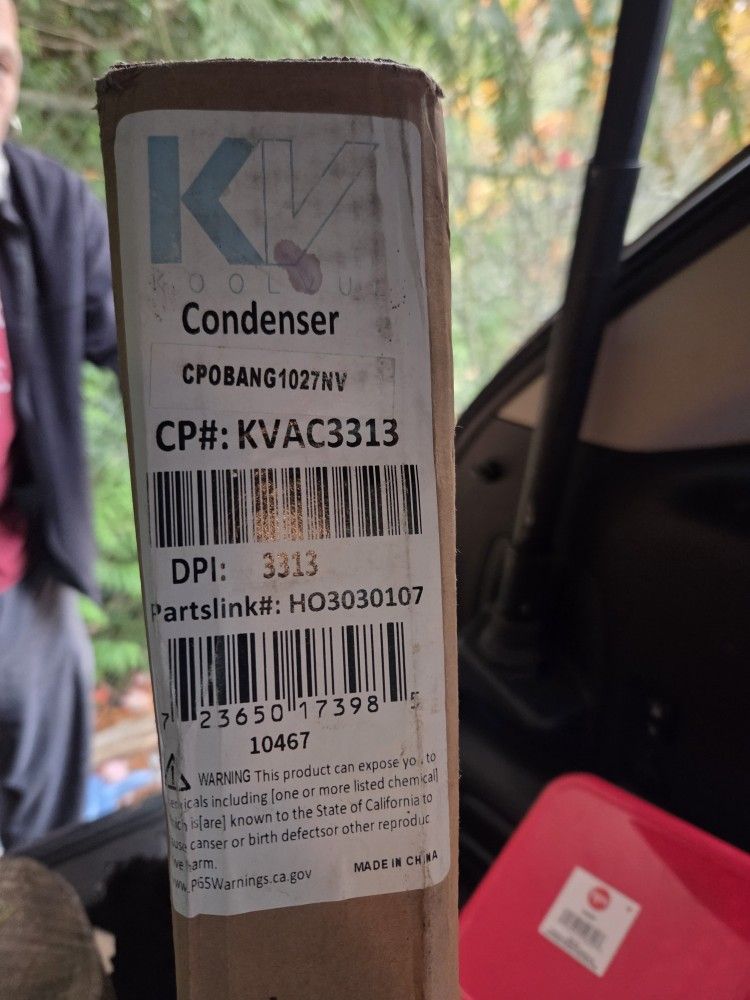 KV
Condenser
CPOBANG1027NV
CP#: KVAC3313
DPI: 3313
Partslink#: HO3030107
7 23650 17398 5
10467
WARNING This product can expose you to
chemicals including [one or more listed chemical]
which is[are] known to the State of California to
cause canser or birth defectsor other reproduc
ve harm.
www.P65Warnings.ca.gov
MADE IN CHINA